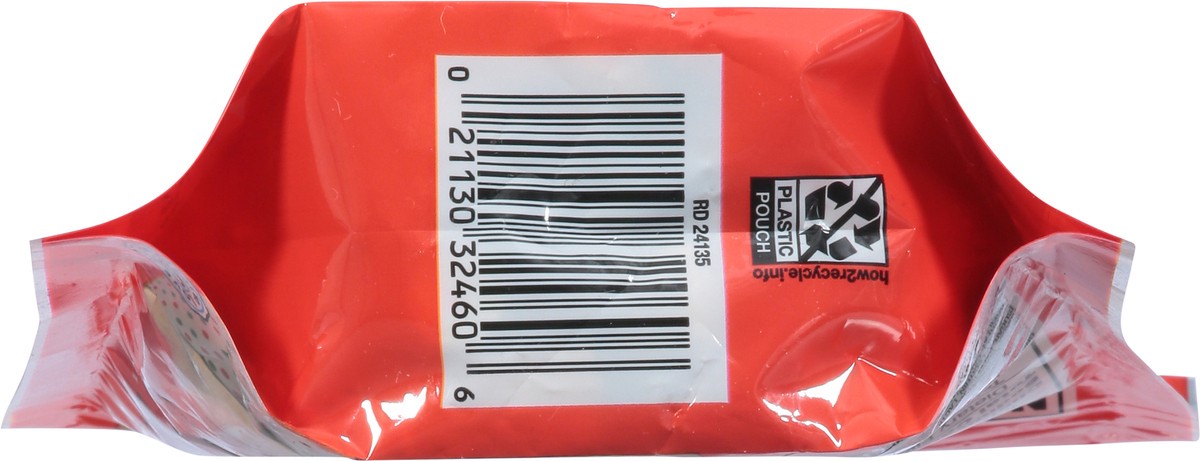 0 21130 32460 6
RD 24135
PLASTIC
POUCH
how2recycle.info